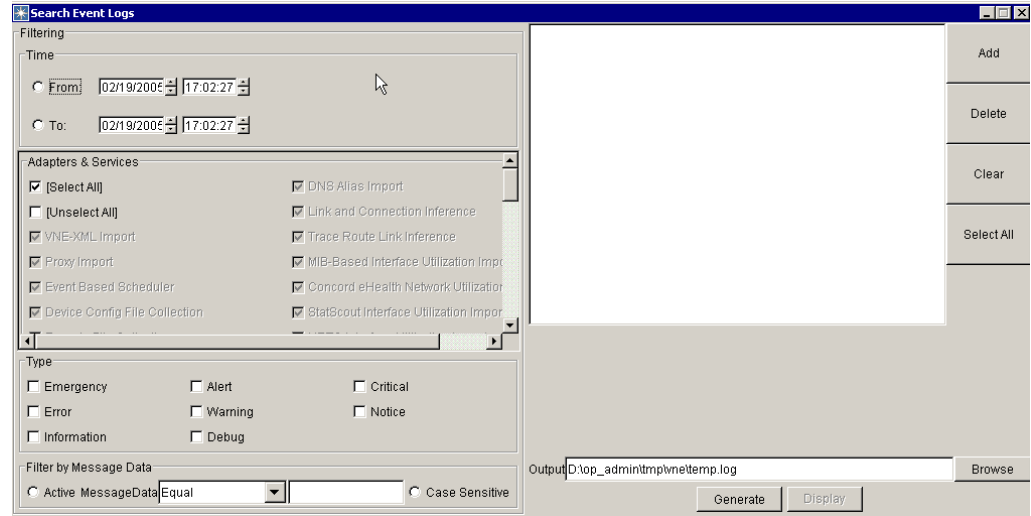 Search Event Logs
Filtering
Time
From: 02/19/2005 17:02:27
To: 02/19/2005 17:02:27
Adapters & Services
[Select All] DNS Alias Import
[Unselect All] Link and Connection Inference
VNE-XML Import Trace Route Link Inference
Proxy Import MIB-Based Interface Utilization Impo
Event Based Scheduler Concord eHealth Network Utilization
Device Config File Collection StatScout Interface Utilization Impor
Type
Emergency Alert Critical
Error Warning Notice
Information Debug
Filter by Message Data
Active MessageData Equal Case Sensitive
Add
Delete
Clear
Select All
Output D:\op_admin\tmp\vne\temp.log Browse
Generate Display